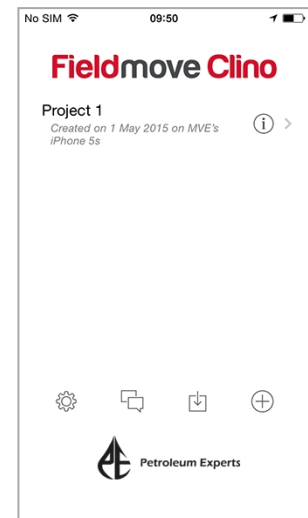 No SIM 09:50
Fieldmove Clino
Project 1
Created on 1 May 2015 on MVE's
iPhone 5s
i
Petroleum Experts